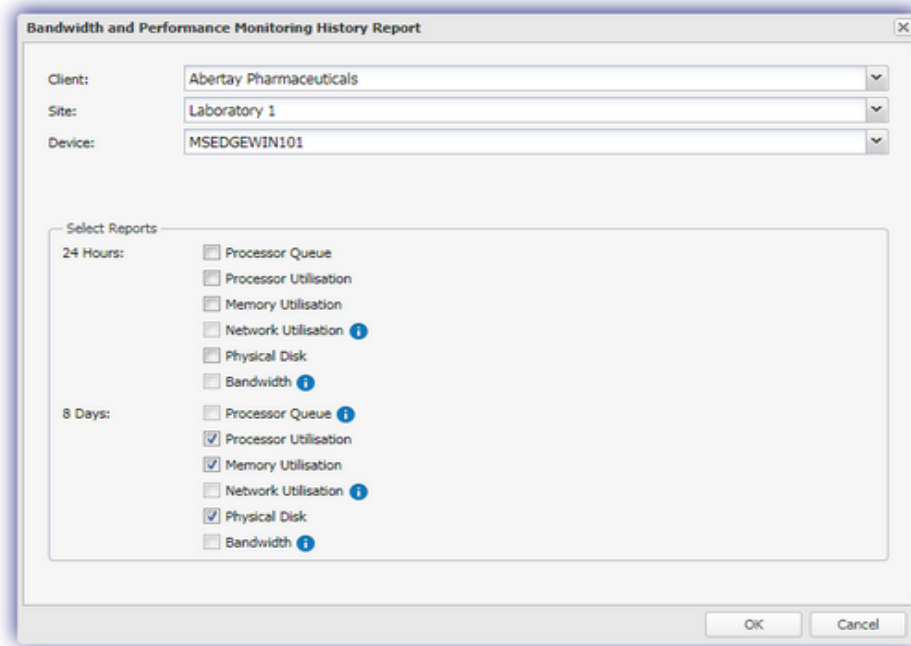 Bandwidth and Performance Monitoring History Report
Client: Abertay Pharmaceuticals
Site: Laboratory 1
Device: MSEDGEWIN101
Select Reports
24 Hours: Processor Queue
Processor Utilisation
Memory Utilisation
Network Utilisation i
Physical Disk
Bandwidth i
8 Days: Processor Queue i
Processor Utilisation
Memory Utilisation
Network Utilisation i
Physical Disk
Bandwidth i
OK Cancel